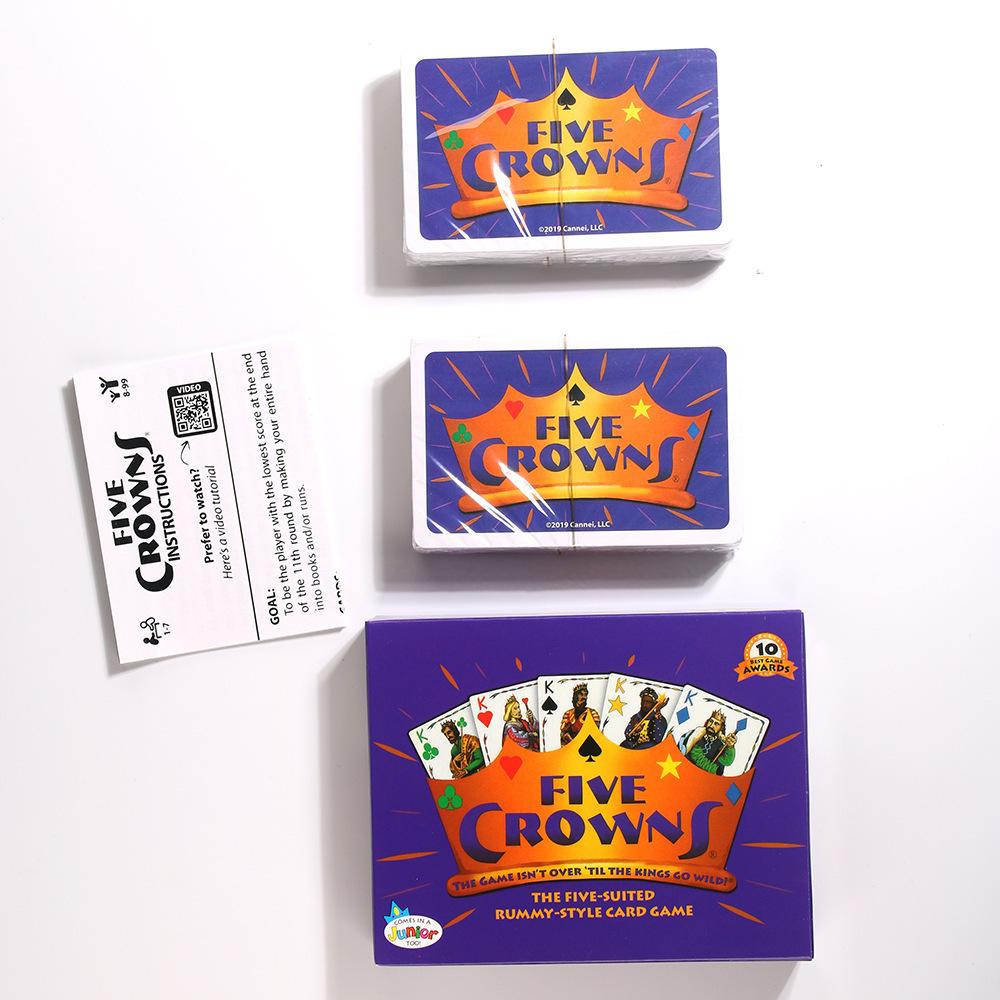 FIVE
CROWNS®
©2019 Cannei, LLC
FIVE
CROWNS®
©2019 Cannei, LLC
8-99
FIVE
CROWNS
INSTRUCTIONS
1-7
VIDEO
Prefer to watch?
Here's a video tutorial
GOAL:
To be the player with the lowest score at the end
of the 11th round by making your entire hand
into books and/or runs.
10
BEST GAME
AWARDS
K
K
K
K
K
FIVE
CROWNS®
THE GAME ISN'T OVER 'TIL THE KINGS GO WILD!®
THE FIVE-SUITED
RUMMY-STYLE CARD GAME
COMES IN A
Junior
TOO!